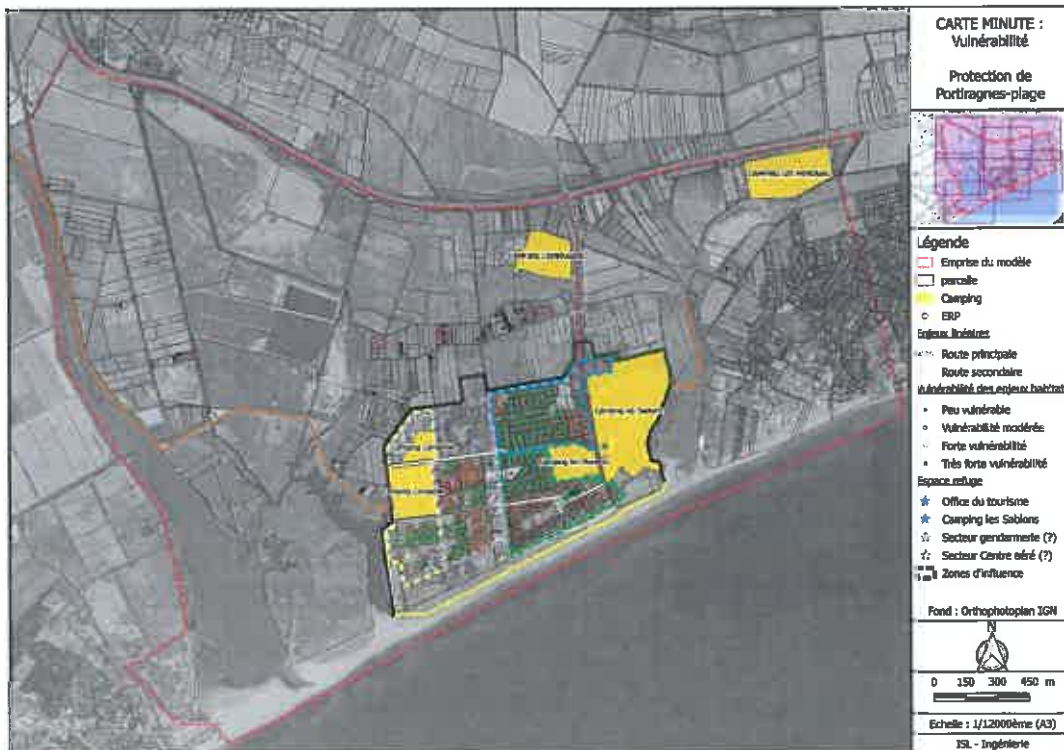 CARTE MINUTE :
Vulnérabilité
Protection de
Portiragnes-plage
Légende
Emprise du modèle
parcelle
Camping
ERP
Enjeux linéaires
Route principale
Route secondaire
Vulnérabilité des enjeux habitat
Peu vulnérable
Vulnérabilité modérée
Forte vulnérabilité
Très forte vulnérabilité
Espace refuge
Office du tourisme
Camping les Sablons
Secteur gendarmerie (?)
Secteur Centre aéré (?)
Zones d'influence
Fond : Orthophotoplan IGN
N
0 150 300 450 m
Echelle : 1/12000ème (A3)
ISL - Ingénierie
Camping les Sablons